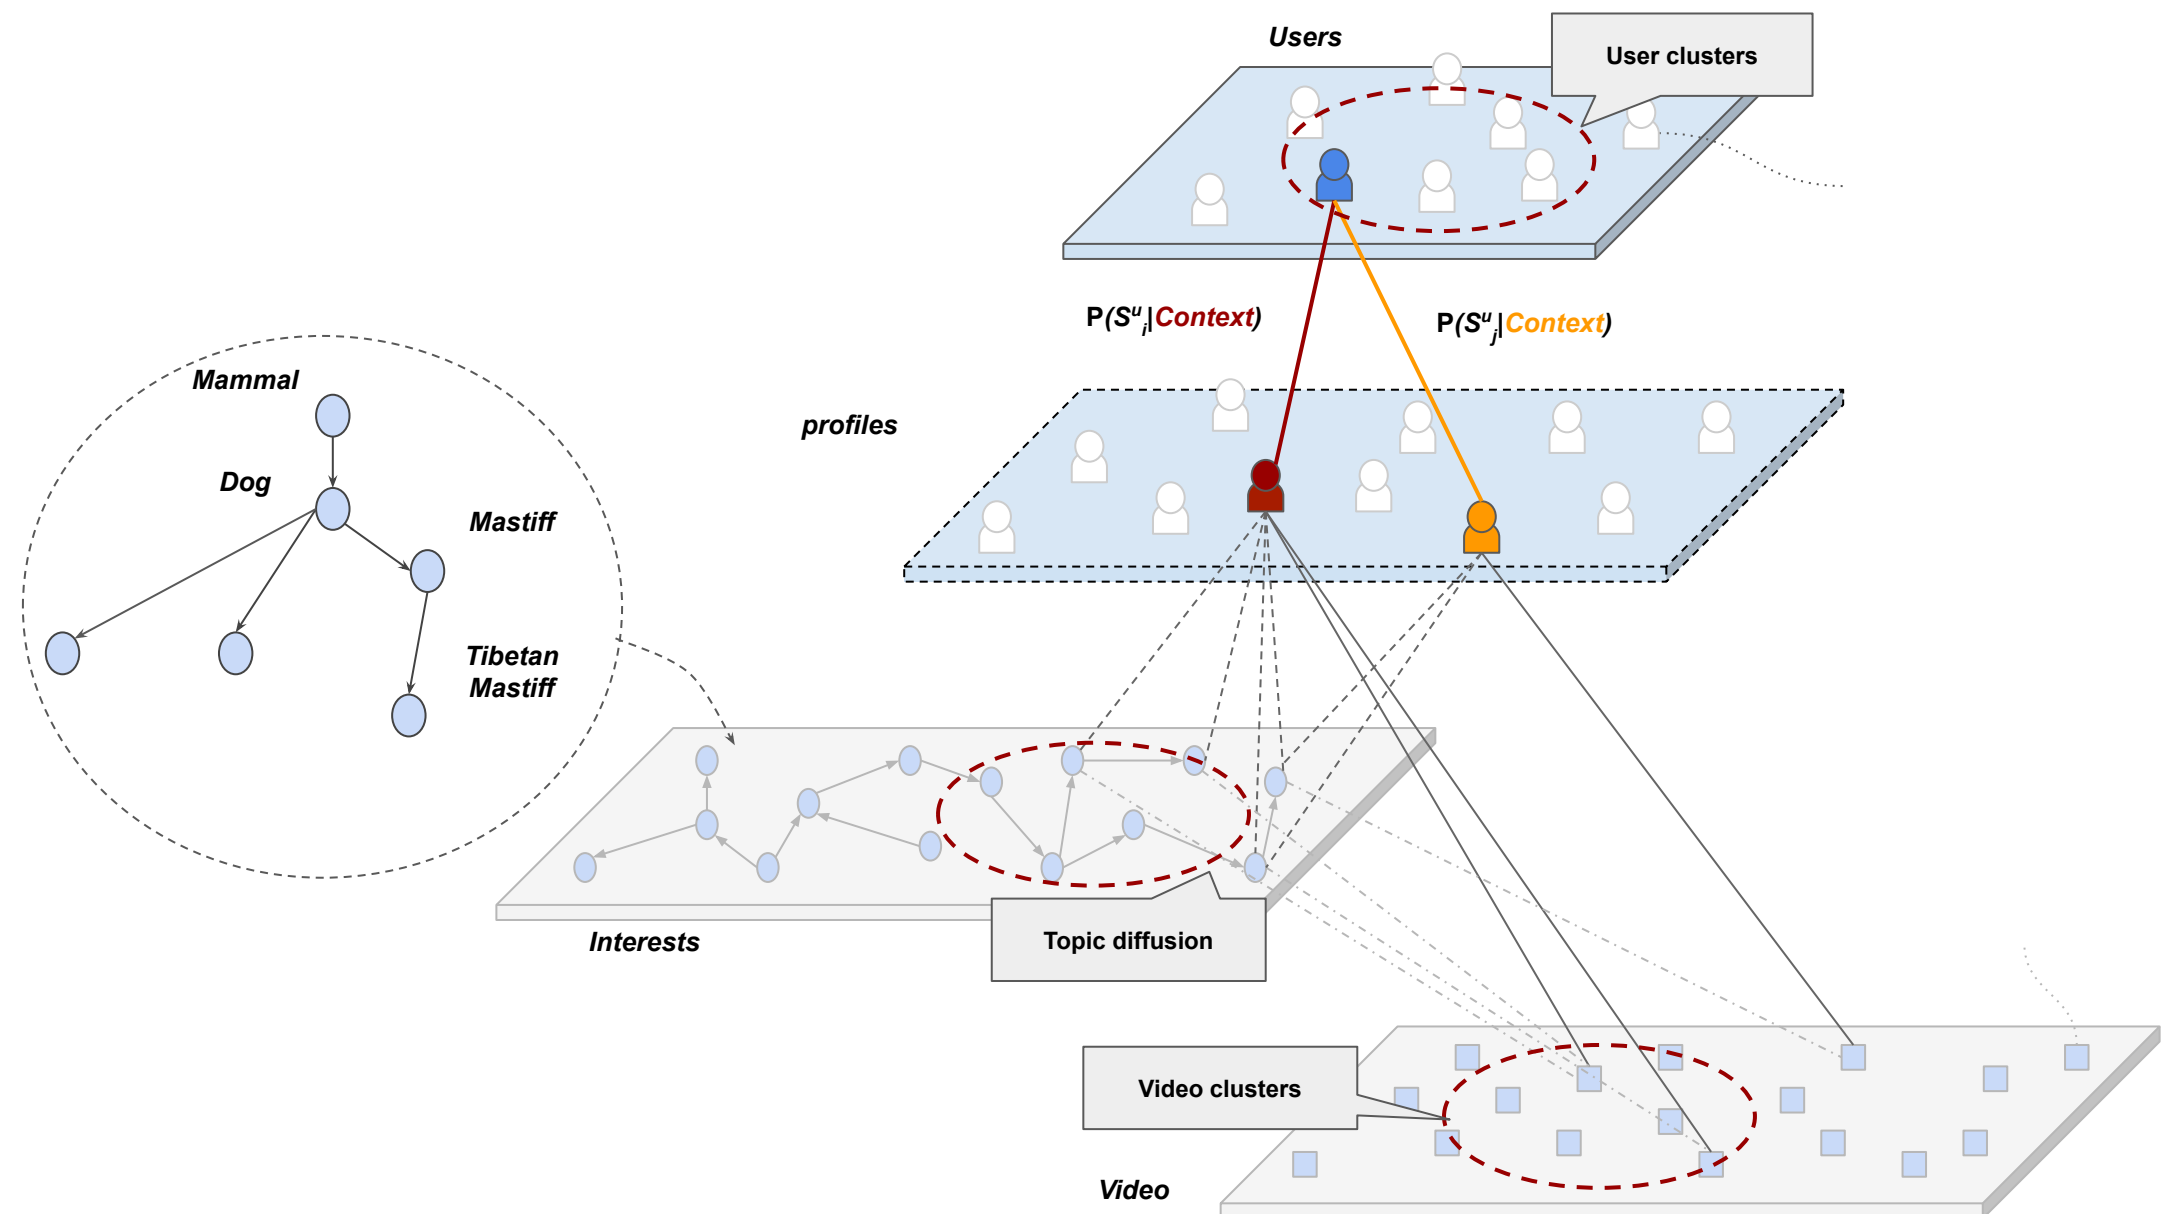 Users
User clusters
P(S^u_i|Context)
P(S^u_j|Context)
Mammal
profiles
Dog
Mastiff
Tibetan
Mastiff
Interests
Topic diffusion
Video clusters
Video